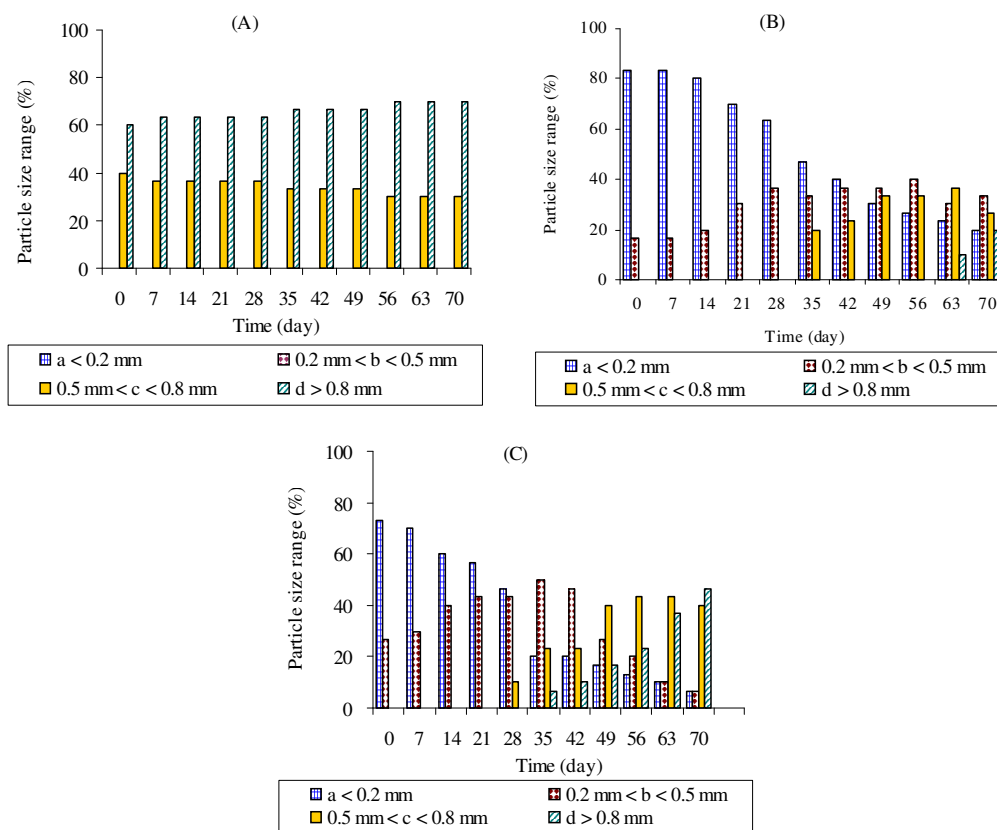 (A)
100
80
60
40
20
0
Particle size range (%)
0 7 14 21 28 35 42 49 56 63 70
Time (day)
a < 0.2 mm 0.2 mm < b < 0.5 mm
0.5 mm < c < 0.8 mm d > 0.8 mm
(B)
100
80
60
40
20
0
Particle size range (%)
0 7 14 21 28 35 42 49 56 63 70
Time (day)
a < 0.2 mm 0.2 mm < b < 0.5 mm
0.5 mm < c < 0.8 mm d > 0.8 mm
(C)
100
80
60
40
20
0
Particle size range (%)
0 7 14 21 28 35 42 49 56 63 70
Time (day)
a < 0.2 mm 0.2 mm < b < 0.5 mm
0.5 mm < c < 0.8 mm d > 0.8 mm